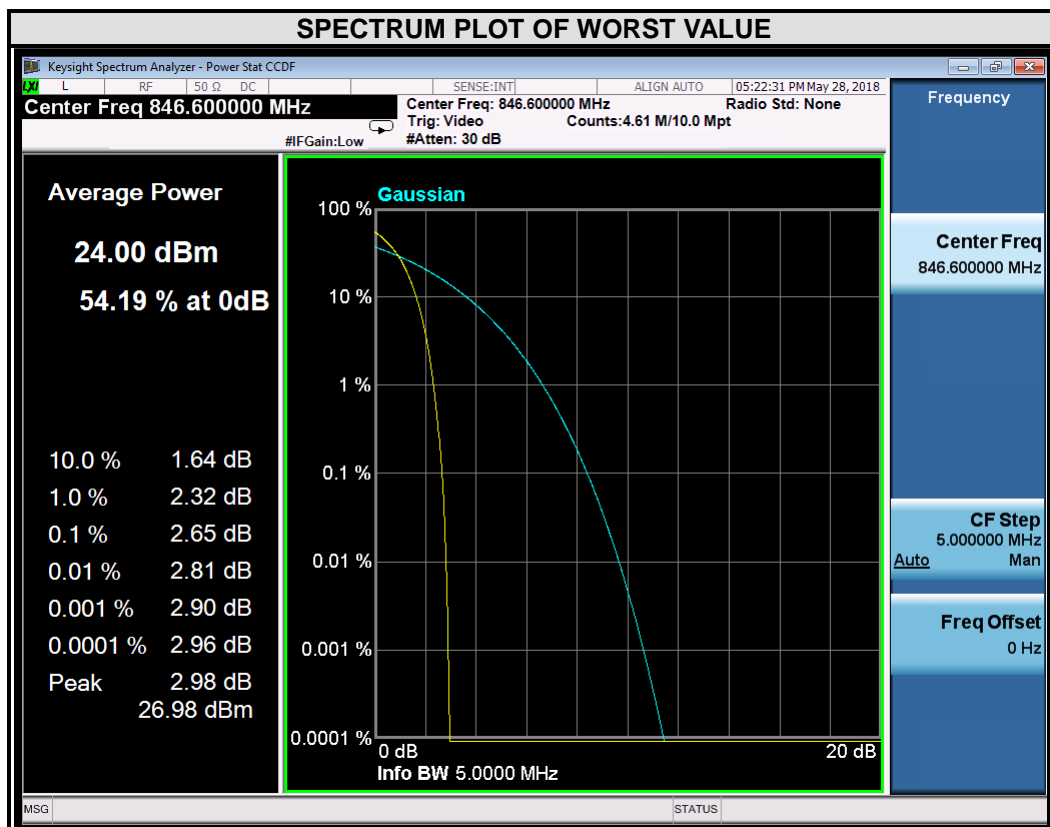 SPECTRUM PLOT OF WORST VALUE
Keysight Spectrum Analyzer - Power Stat CCDF
LXI L RF 50 Ω DC SENSE:INT ALIGN AUTO 05:22:31 PM May 28, 2018
Center Freq 846.600000 MHz
Center Freq: 846.600000 MHz Radio Std: None
Trig: Video Counts:4.61 M/10.0 Mpt
#IFGain:Low #Atten: 30 dB
Average Power
24.00 dBm
54.19 % at 0dB
10.0 % 1.64 dB
1.0 % 2.32 dB
0.1 % 2.65 dB
0.01 % 2.81 dB
0.001 % 2.90 dB
0.0001 % 2.96 dB
Peak 2.98 dB
26.98 dBm
Gaussian
100 %
10 %
1 %
0.1 %
0.01 %
0.001 %
0.0001 %
0 dB 20 dB
Info BW 5.0000 MHz
Frequency
Center Freq
846.600000 MHz
CF Step
5.000000 MHz
Auto Man
Freq Offset
0 Hz
MSG STATUS